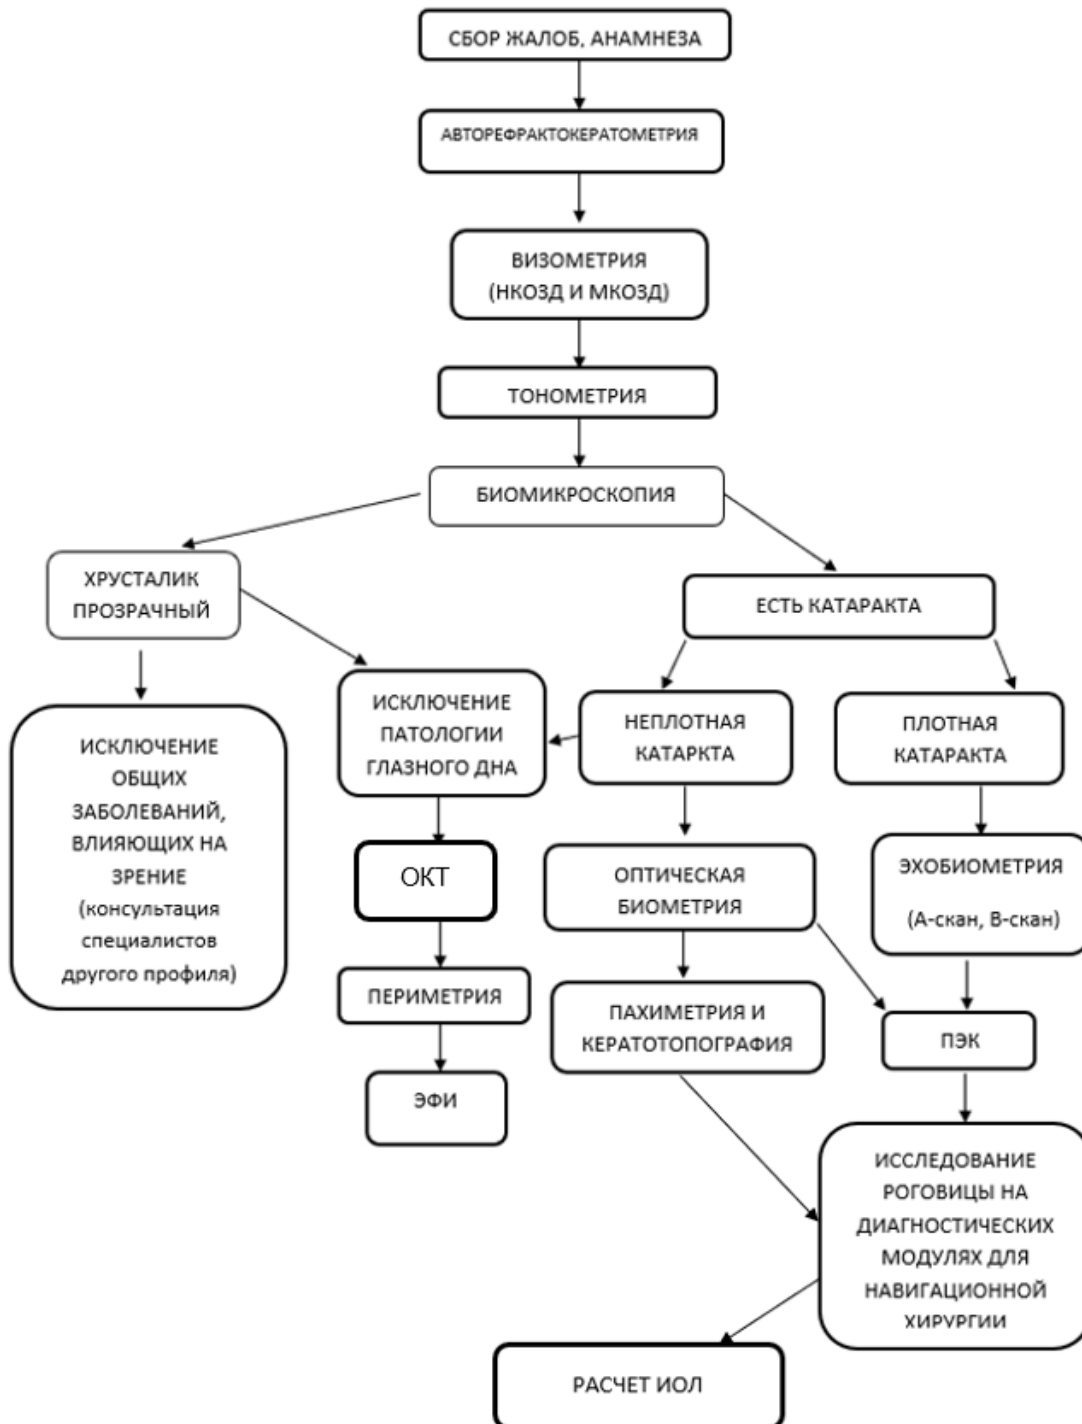 СБОР ЖАЛОБ, АНАМНЕЗА
АВТОРЕФРАКТОКЕРАТОМЕТРИЯ
ВИЗОМЕТРИЯ
(НКОЗД И МКОЗД)
ТОНОМЕТРИЯ
БИОМИКРОСКОПИЯ
ХРУСТАЛИК
ПРОЗРАЧНЫЙ
ЕСТЬ КАТАРАКТА
ИСКЛЮЧЕНИЕ
ОБЩИХ
ЗАБОЛЕВАНИЙ,
ВЛИЯЮЩИХ НА
ЗРЕНИЕ
(консультация
специалистов
другого профиля)
ИСКЛЮЧЕНИЕ
ПАТОЛОГИИ
ГЛАЗНОГО ДНА
НЕПЛОТНАЯ
КАТАРКТА
ПЛОТНАЯ
КАТАРАКТА
ОКТ
ОПТИЧЕСКАЯ
БИОМЕТРИЯ
ЭХОБИОМЕТРИЯ
(А-скан, В-скан)
ПЕРИМЕТРИЯ
ПАХИМЕТРИЯ И
КЕРАТОТОПОГРАФИЯ
ПЭК
ЭФИ
ИССЛЕДОВАНИЕ
РОГОВИЦЫ НА
ДИАГНОСТИЧЕСКИХ
МОДУЛЯХ ДЛЯ
НАВИГАЦИОННОЙ
ХИРУРГИИ
РАСЧЕТ ИОЛ